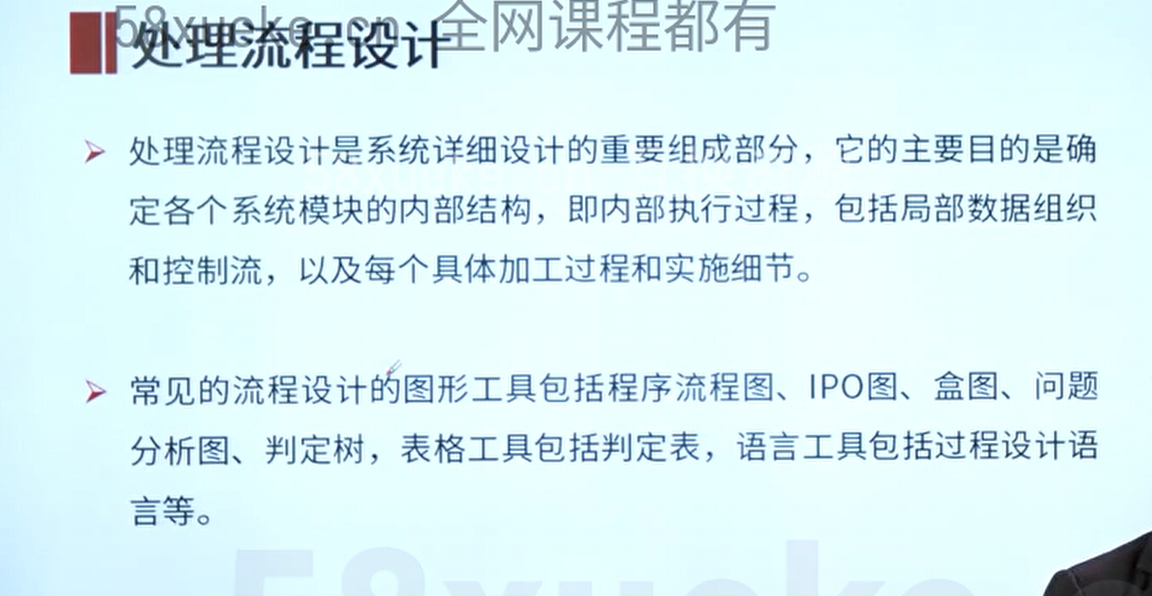 58xueke.cn 全网课程都有
处理流程设计
处理流程设计是系统详细设计的重要组成部分，它的主要目的是确
定各个系统模块的内部结构，即内部执行过程，包括局部数据组织
和控制流，以及每个具体加工过程和实施细节。
常见的流程设计的图形工具包括程序流程图、IPO图、盒图、问题
分析图、判定树，表格工具包括判定表，语言工具包括过程设计语
言等。
58xueke